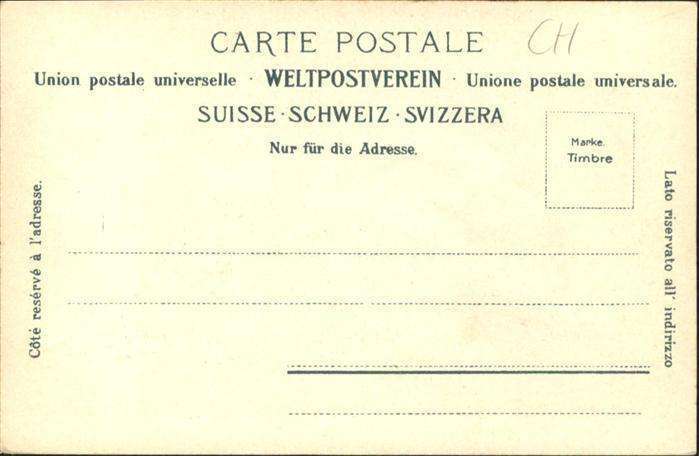 CARTE POSTALE CH
Union postale universelle · WELTPOSTVEREIN · Unione postale universale.
SUISSE · SCHWEIZ · SVIZZERA
Nur für die Adresse.
Marke.
Timbre
Côté resérvé à l'adresse.
Lato riservato all' indirizzo